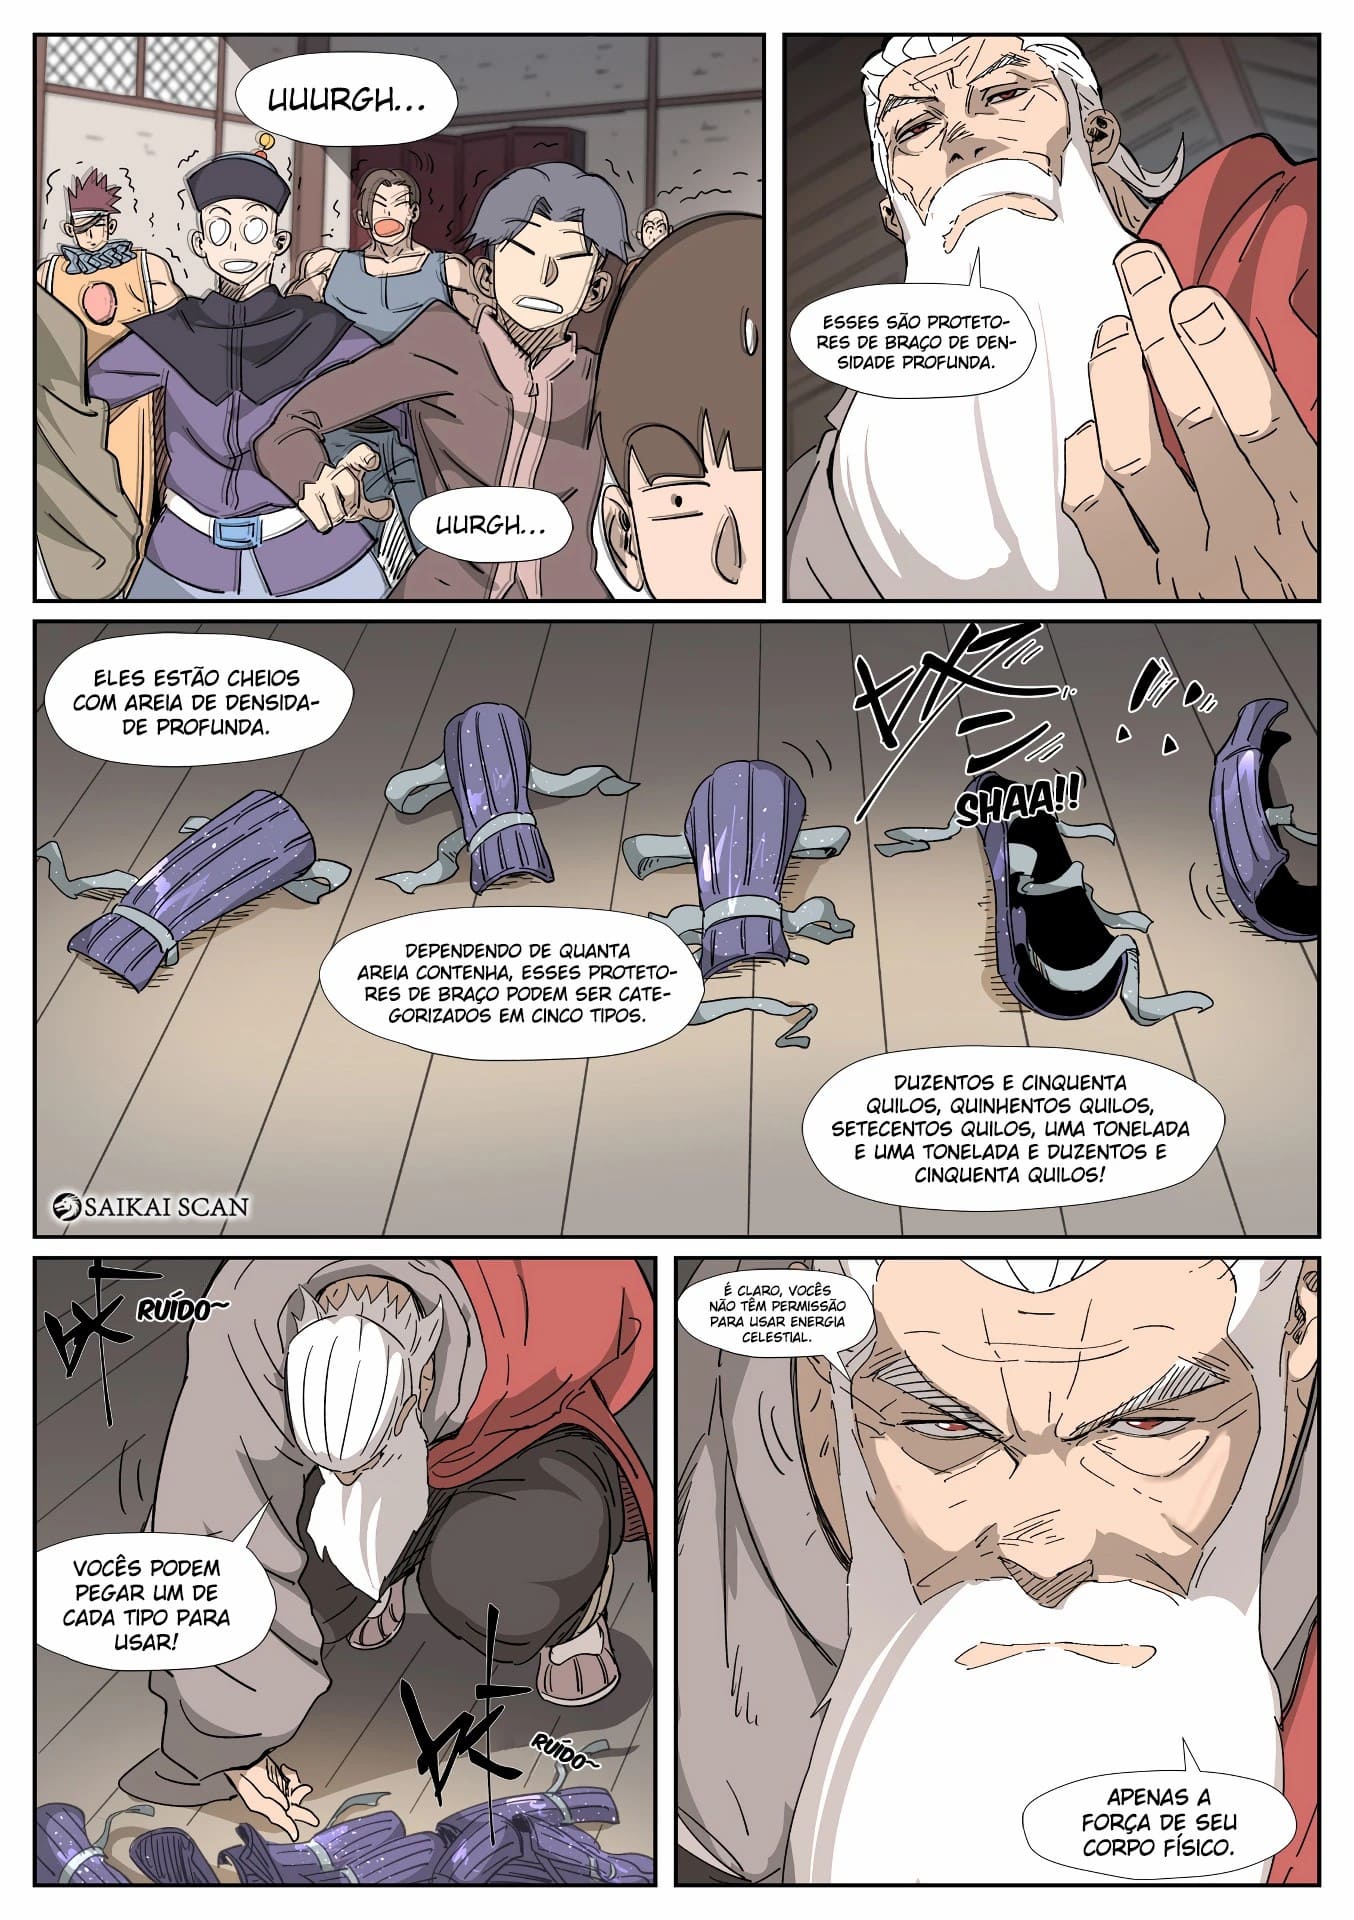 UUURGH...
UURGH...
ESSES SÃO PROTETO-
RES DE BRAÇO DE DEN-
SIDADE PROFUNDA.
ELES ESTÃO CHEIOS
COM AREIA DE DENSIDA-
DE PROFUNDA.
SHAA!!
DEPENDENDO DE QUANTA
AREIA CONTENHA, ESSES PROTETO-
RES DE BRAÇO PODEM SER CATE-
GORIZADOS EM CINCO TIPOS.
DUZENTOS E CINQUENTA
QUILOS, QUINHENTOS QUILOS,
SETECENTOS QUILOS, UMA TONELADA
E UMA TONELADA E DUZENTOS E
CINQUENTA QUILOS!
SAIKAI SCAN
RUÍDO~
VOCÊS PODEM
PEGAR UM DE
CADA TIPO PARA
USAR!
RUÍDO~
É CLARO, VOCÊS
NÃO TÊM PERMISSÃO
PARA USAR ENERGIA
CELESTIAL.
APENAS A
FORÇA DE SEU
CORPO FÍSICO.